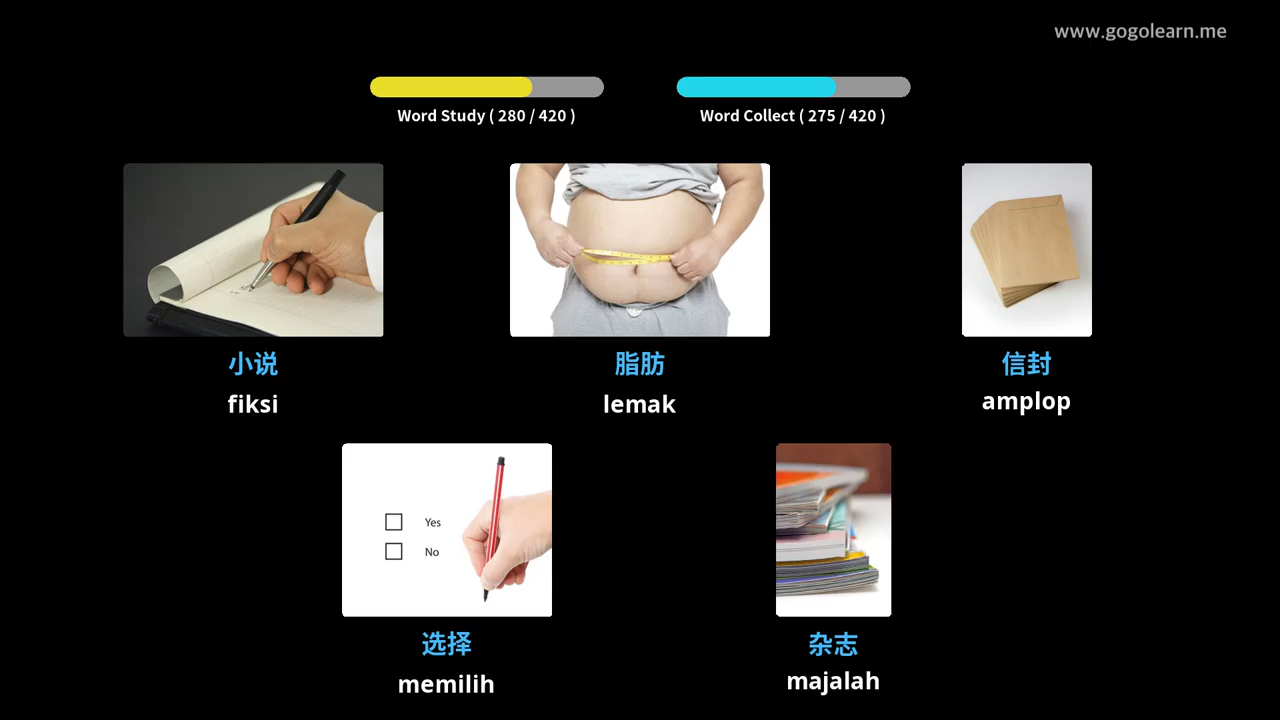 www.gogolearn.me
Word Study ( 280 / 420 )
Word Collect ( 275 / 420 )
小说
fiksi
脂肪
lemak
信封
amplop
Yes
No
选择
memilih
杂志
majalah